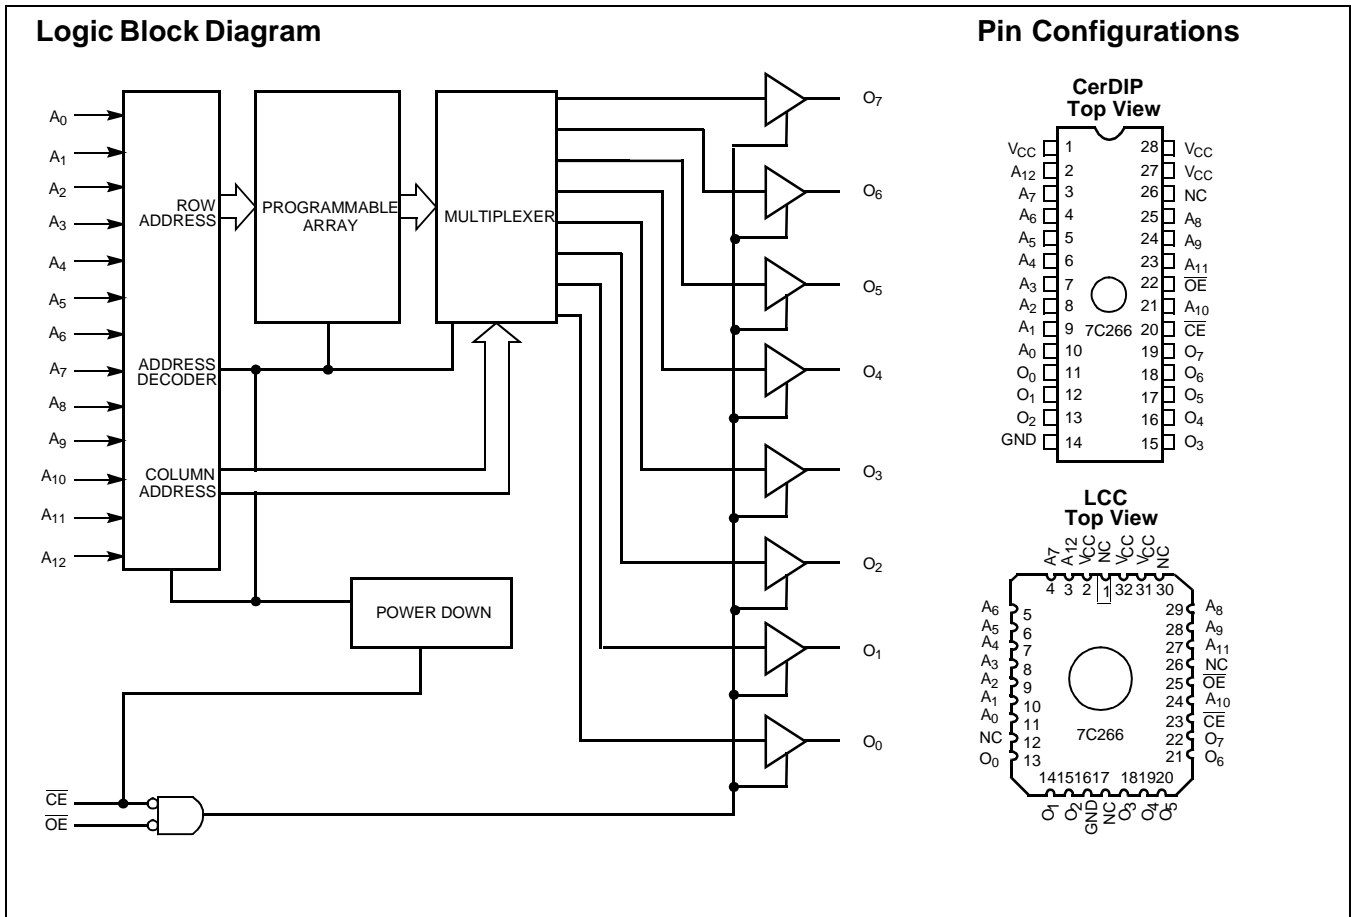 Logic Block Diagram
A0
A1
A2
A3
A4
A5
A6
A7
A8
A9
A10
A11
A12
ROW
ADDRESS
ADDRESS
DECODER
COLUMN
ADDRESS
PROGRAMMABLE
ARRAY
MULTIPLEXER
POWER DOWN
CE
OE
O7
O6
O5
O4
O3
O2
O1
O0
Pin Configurations
CerDIP
Top View
VCC 1 28 VCC
A12 2 27 VCC
A7 3 26 NC
A6 4 25 A8
A5 5 24 A9
A4 6 23 A11
A3 7 22 OE
A2 8 21 A10
A1 9 7C266 20 CE
A0 10 19 O7
O0 11 18 O6
O1 12 17 O5
O2 13 16 O4
GND 14 15 O3
LCC
Top View
A7 A12 VCC NC VCC VCC NC
4 3 2 1 32 31 30
A6 5 29 A8
A5 6 28 A9
A4 7 27 A11
A3 8 26 NC
A2 9 25 OE
A1 10 24 A10
A0 11 23 CE
NC 12 7C266 22 O7
O0 13 21 O6
14 15 16 17 18 19 20
O1 O2 GND NC O3 O4 O5